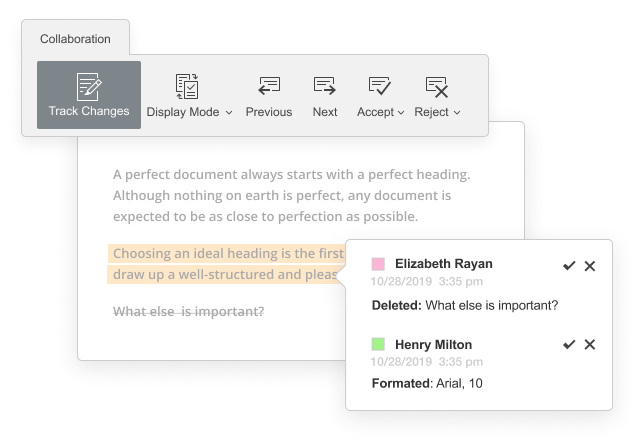 Collaboration
Track Changes
Display Mode
Previous
Next
Accept
Reject
A perfect document always starts with a perfect heading.
Although nothing on earth is perfect, any document is
expected to be as close to perfection as possible.
Choosing an ideal heading is the first
draw up a well-structured and pleas
What else is important?
Elizabeth Rayan
10/28/2019 3:35 pm
Deleted: What else is important?
Henry Milton
10/28/2019 3:35 pm
Formated: Arial, 10